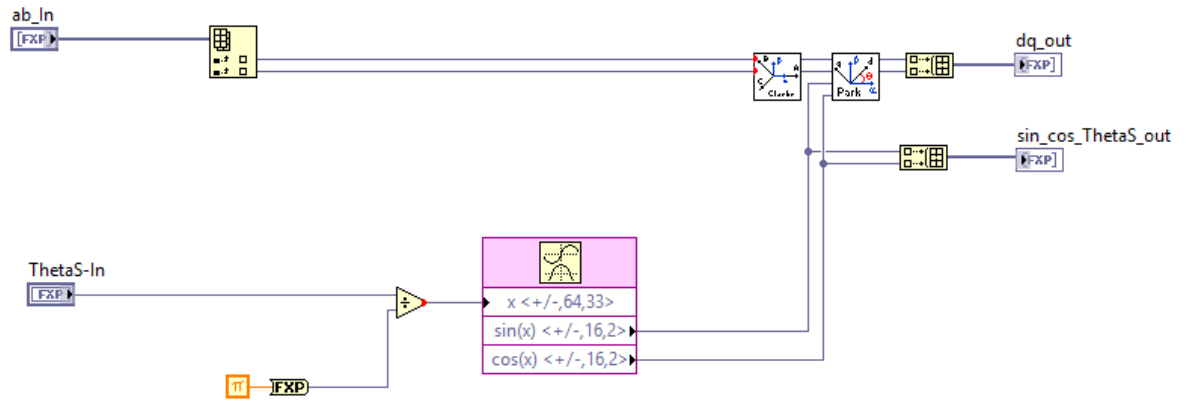 ab_In
[FXP]
dq_out
FXP]
Clarke
Park
sin_cos_ThetaS_out
FXP]
ThetaS-In
FXP
÷
x <+/-,64,33>
sin(x) <+/-,16,2>
cos(x) <+/-,16,2>
π
FXP